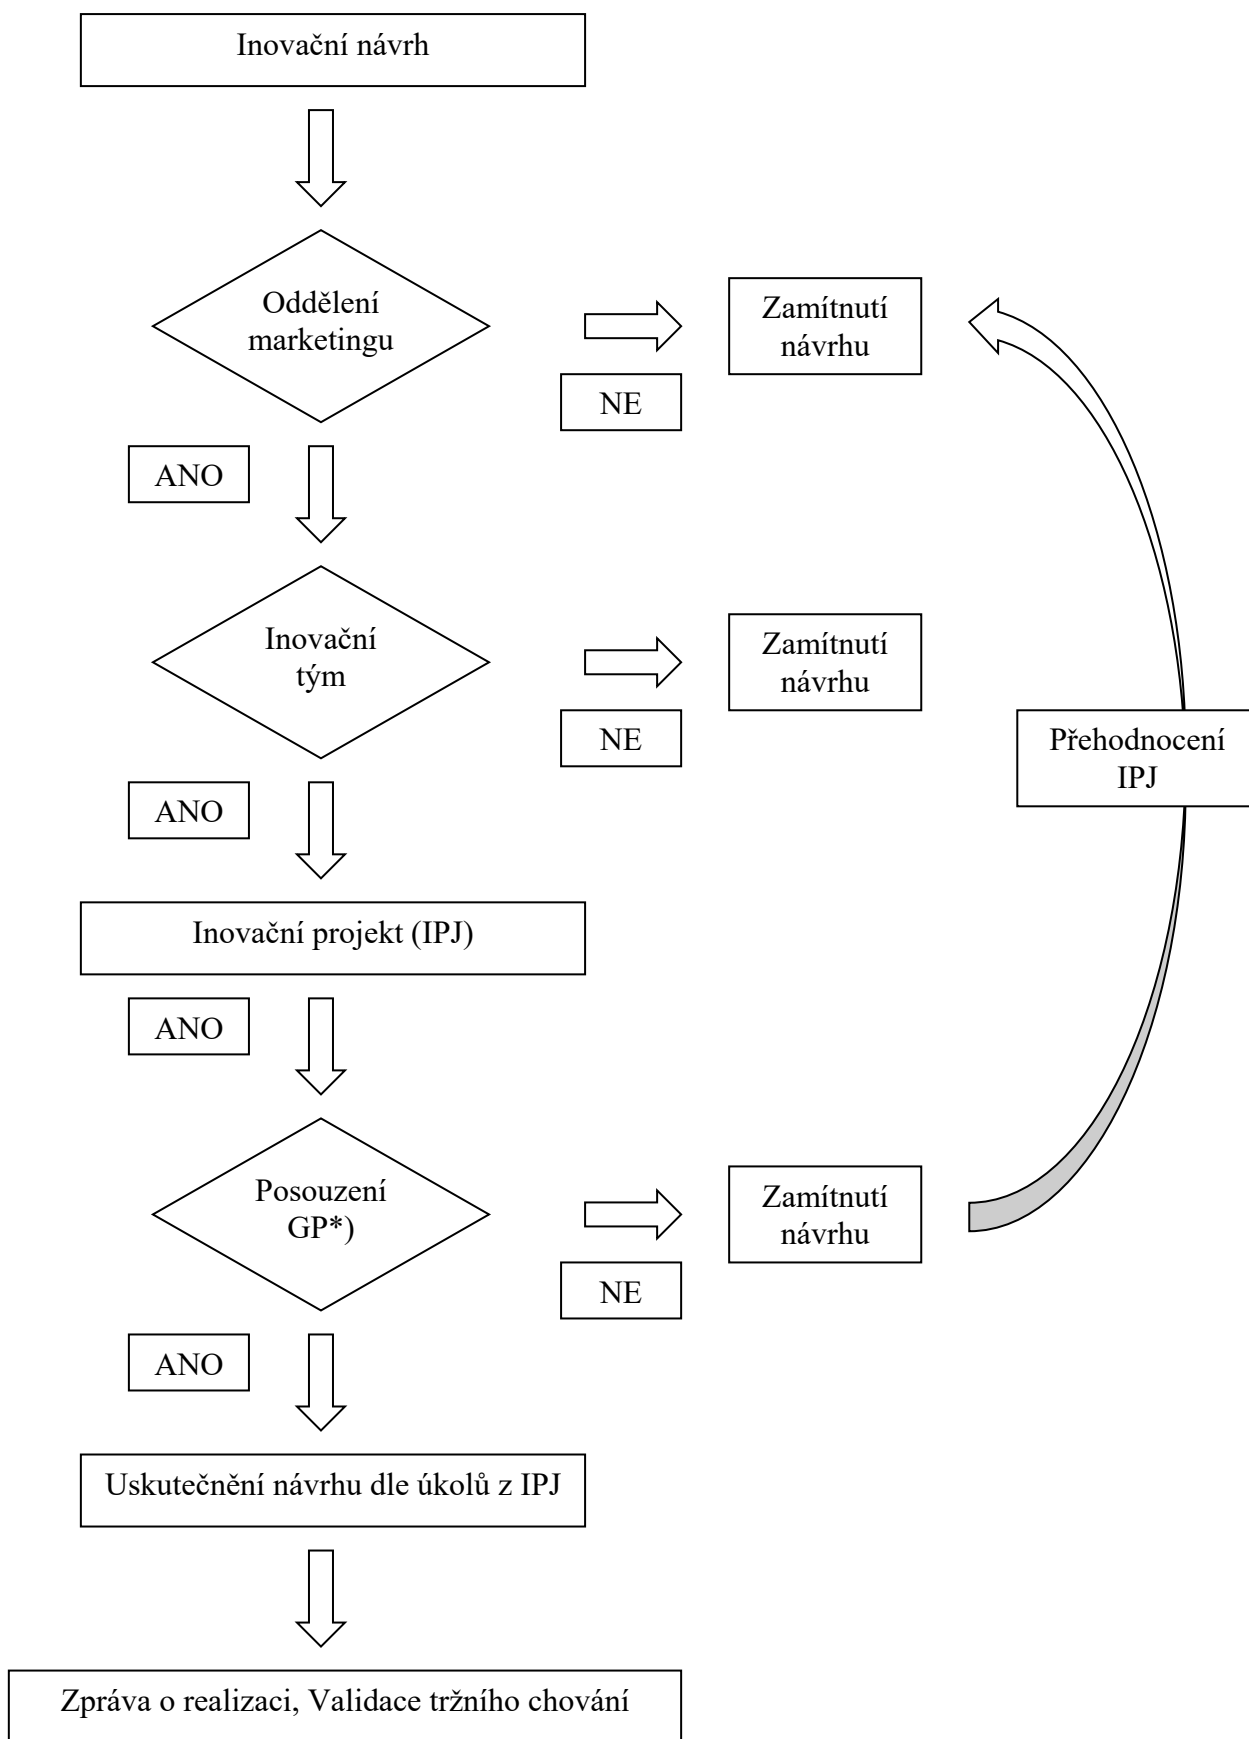 Inovační návrh
Oddělení
marketingu
Zamítnutí
návrhu
NE
ANO
Inovační
tým
Zamítnutí
návrhu
NE
Přehodnocení
IPJ
ANO
Inovační projekt (IPJ)
ANO
Posouzení
GP*)
Zamítnutí
návrhu
NE
ANO
Uskutečnění návrhu dle úkolů z IPJ
Zpráva o realizaci, Validace tržního chování